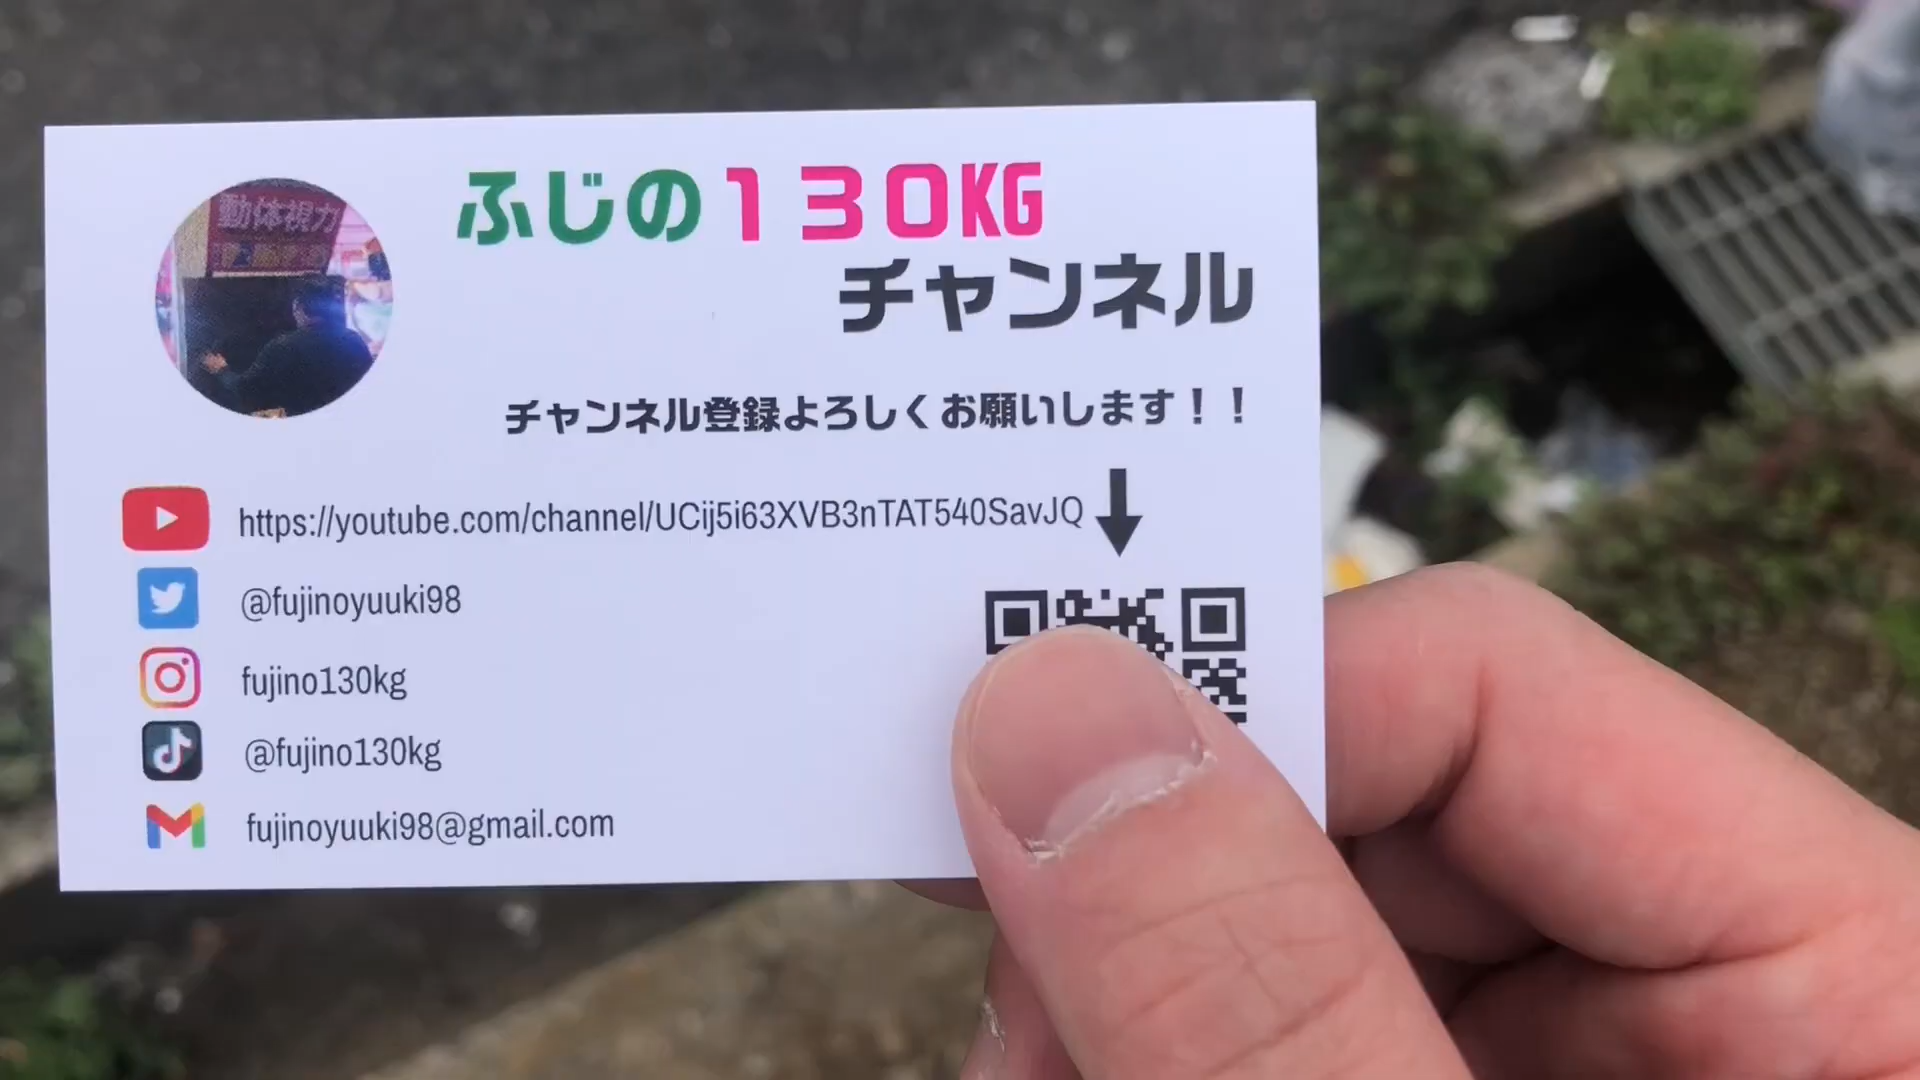 動体視力
ふじの１３０KG
チャンネル
チャンネル登録よろしくお願いします！！
https://youtube.com/channel/UCij5i63XVB3nTAT540SavJQ
@fujinoyuuki98
fujino130kg
@fujino130kg
fujinoyuuki98@gmail.com